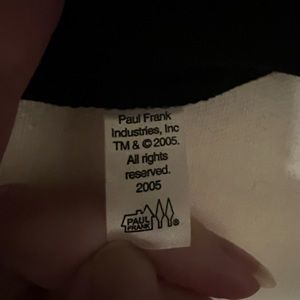 Paul Frank
Industries, Inc
TM & © 2005.
All rights
reserved.
2005
PAUL
FRANK ®